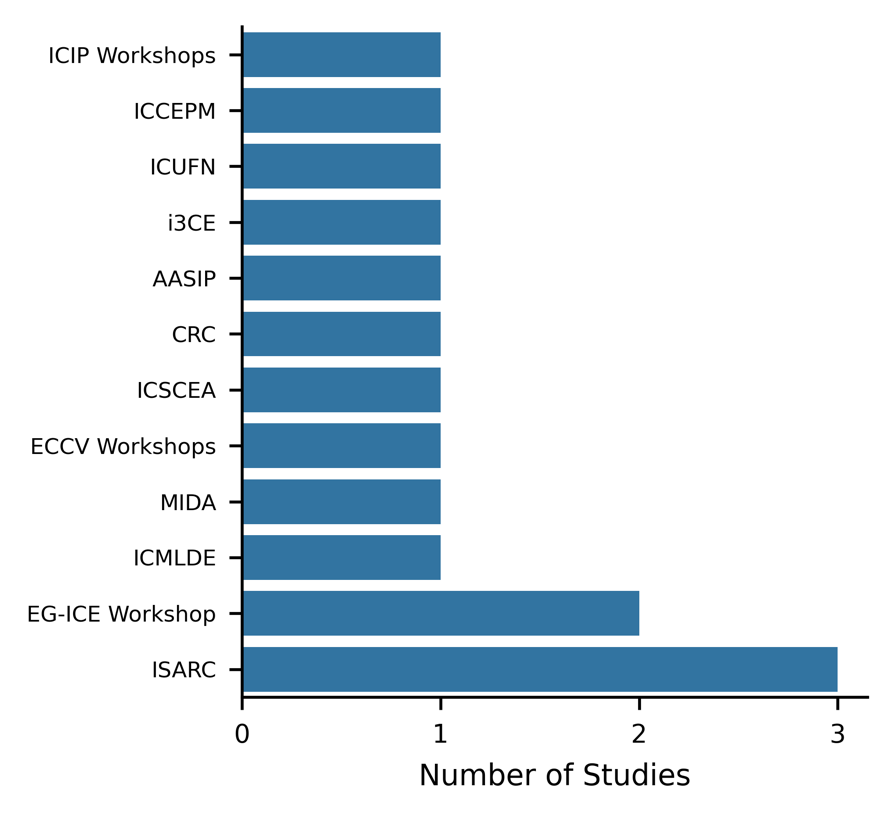 ICIP Workshops
ICCEPM
ICUFN
i3CE
AASIP
CRC
ICSCEA
ECCV Workshops
MIDA
ICMLDE
EG-ICE Workshop
ISARC
0 1 2 3
Number of Studies